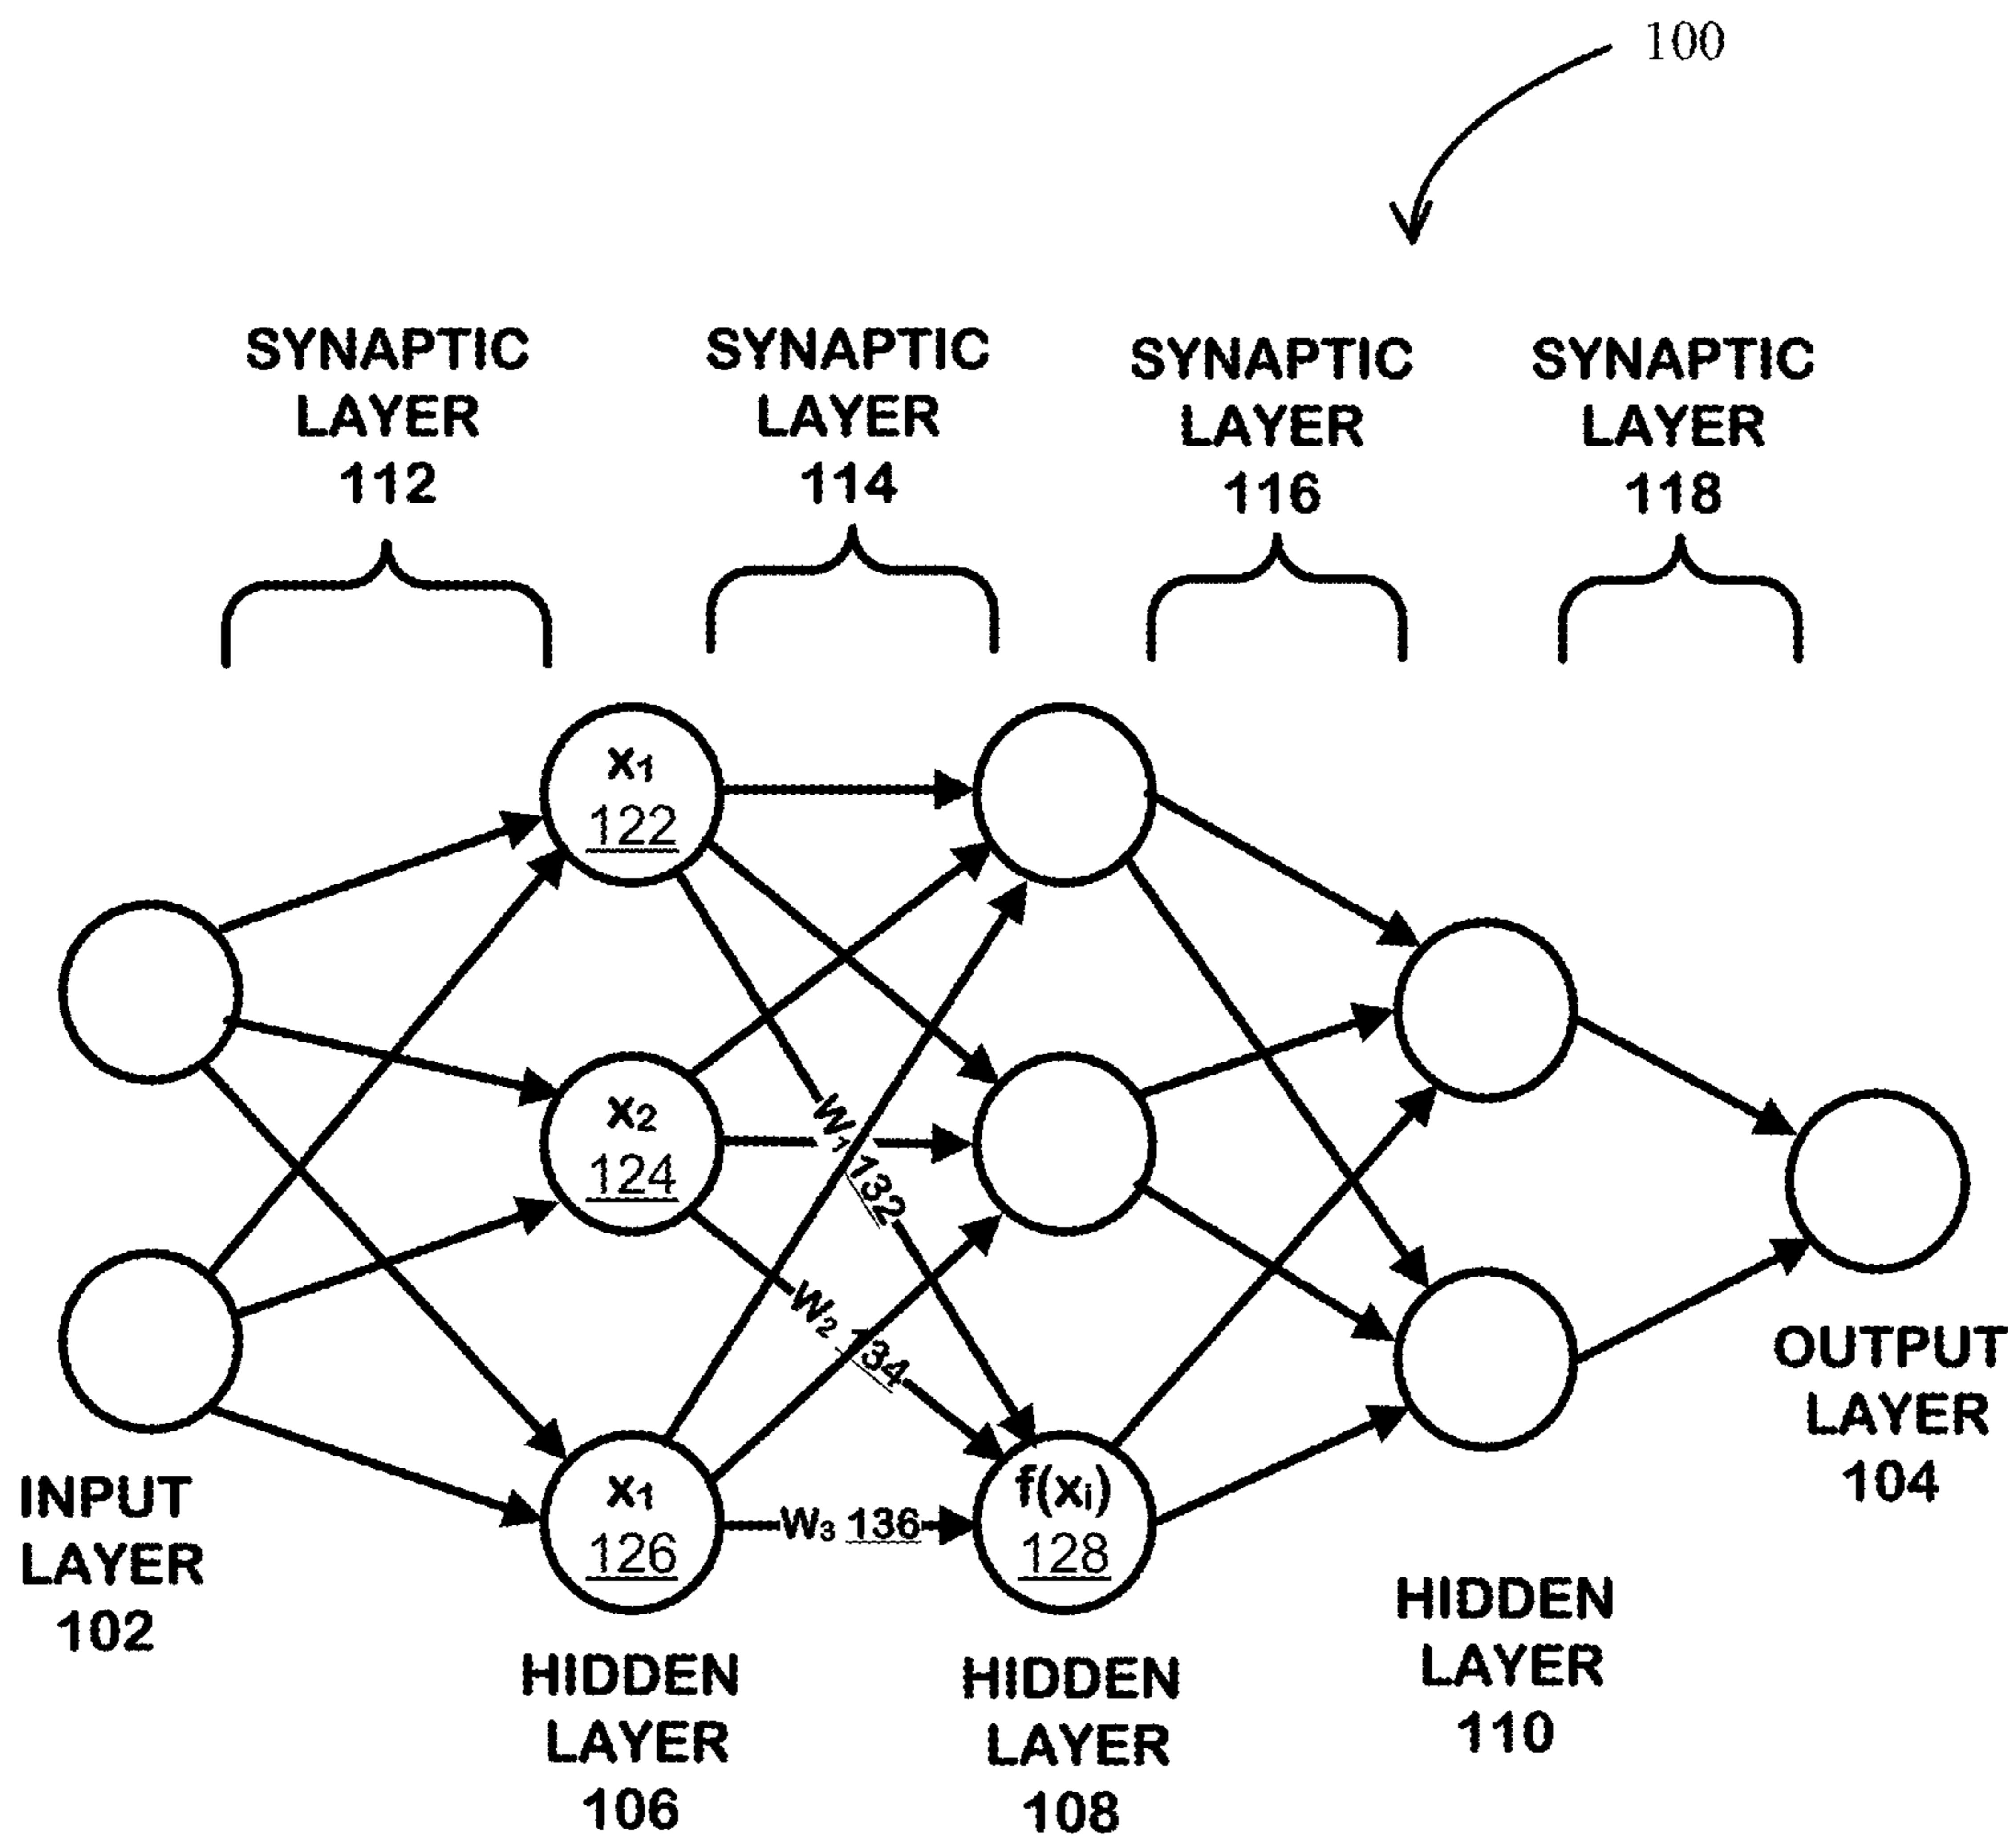 100
SYNAPTIC
LAYER
112
SYNAPTIC
LAYER
114
SYNAPTIC
LAYER
116
SYNAPTIC
LAYER
118
x₁
122
x₂
124
W₁ 132
W₂ 134
x₁
126
W₃ 136
f(xᵢ)
128
INPUT
LAYER
102
HIDDEN
LAYER
106
HIDDEN
LAYER
108
HIDDEN
LAYER
110
OUTPUT
LAYER
104